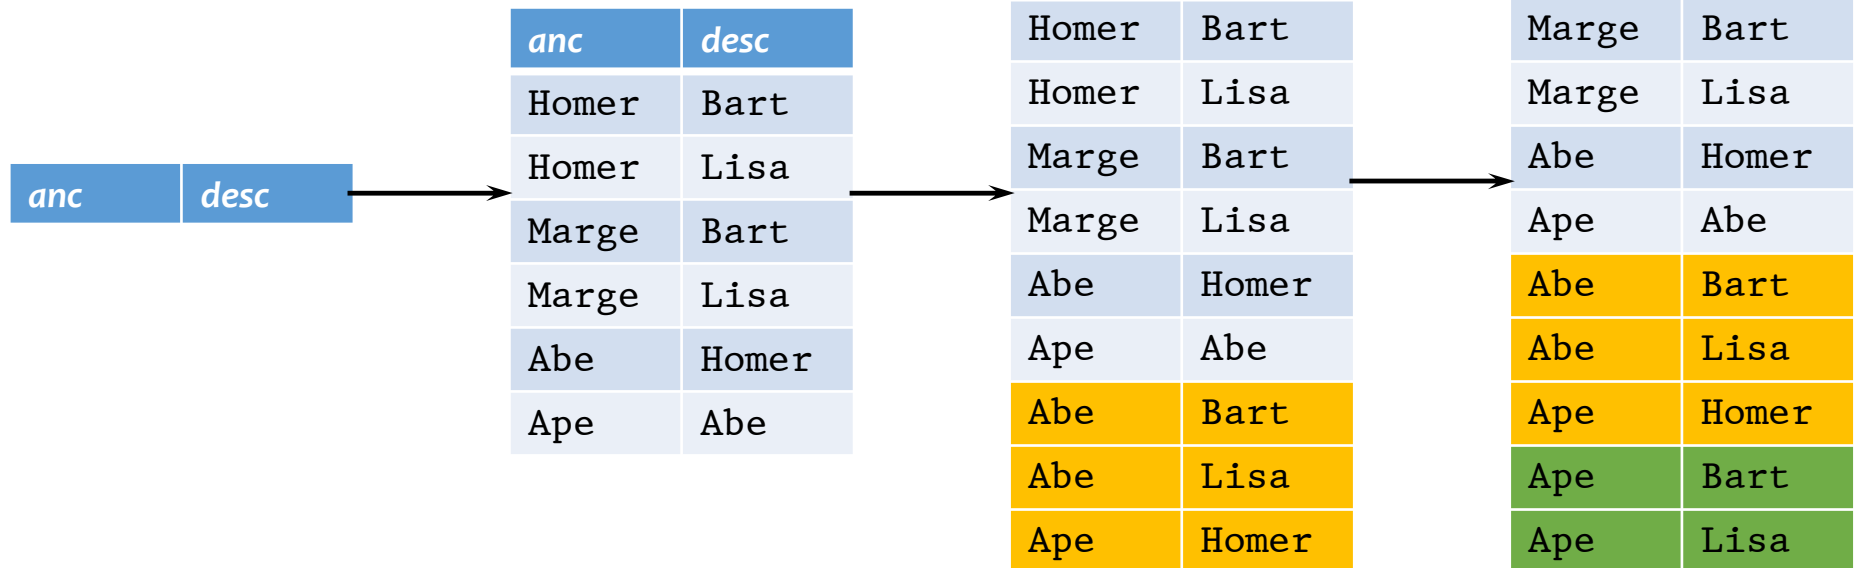 anc desc
anc desc
Homer Bart
Homer Lisa
Marge Bart
Marge Lisa
Abe Homer
Ape Abe
Homer Bart
Homer Lisa
Marge Bart
Marge Lisa
Abe Homer
Ape Abe
Abe Bart
Abe Lisa
Ape Homer
Marge Bart
Marge Lisa
Abe Homer
Ape Abe
Abe Bart
Abe Lisa
Ape Homer
Ape Bart
Ape Lisa